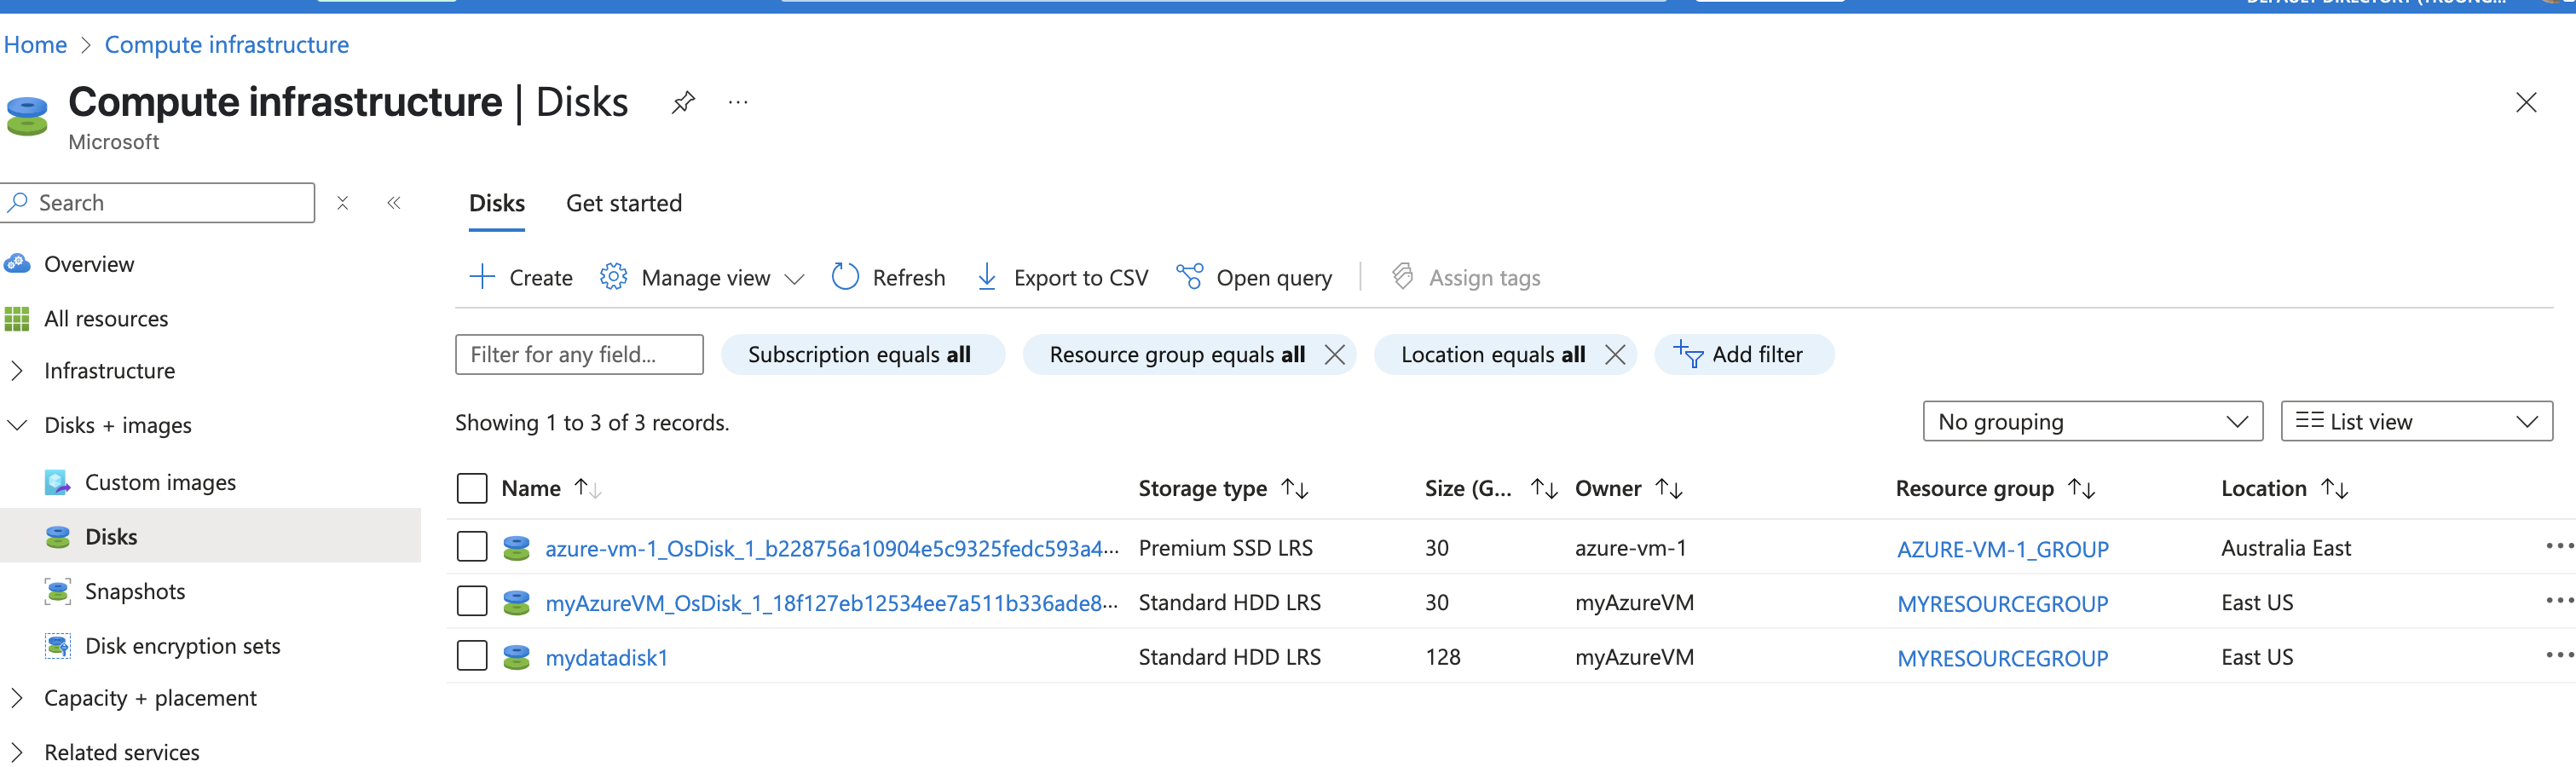 Home > Compute infrastructure
Compute infrastructure | Disks
Microsoft
Search
Overview
All resources
Infrastructure
Disks + images
Custom images
Disks
Snapshots
Disk encryption sets
Capacity + placement
Related services
Disks Get started
Create Manage view Refresh Export to CSV Open query Assign tags
Filter for any field... Subscription equals all Resource group equals all Location equals all Add filter
Showing 1 to 3 of 3 records. No grouping List view
Name Storage type Size (G... Owner Resource group Location
azure-vm-1_OsDisk_1_b228756a10904e5c9325fedc593a4... Premium SSD LRS 30 azure-vm-1 AZURE-VM-1_GROUP Australia East
myAzureVM_OsDisk_1_18f127eb12534ee7a511b336ade8... Standard HDD LRS 30 myAzureVM MYRESOURCEGROUP East US
mydatadisk1 Standard HDD LRS 128 myAzureVM MYRESOURCEGROUP East US